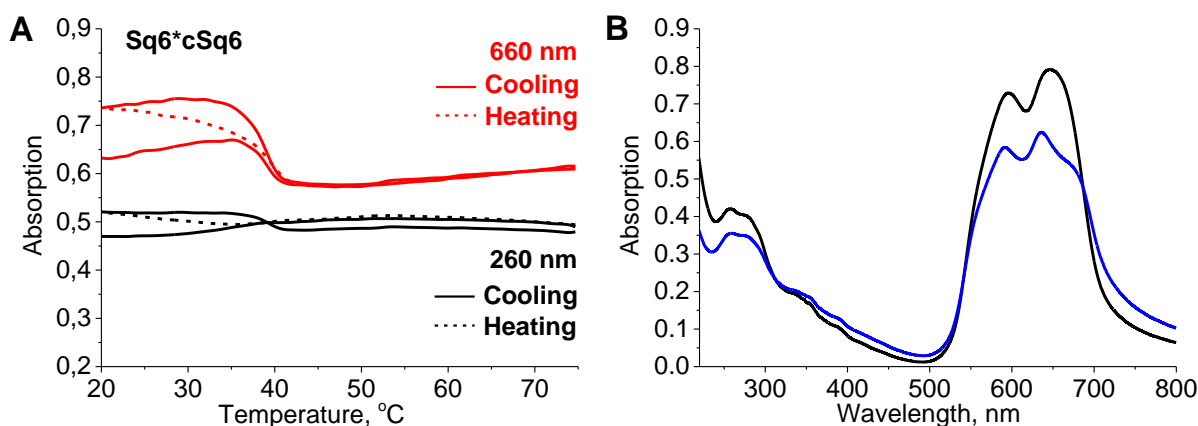 A
Sq6*cSq6
660 nm
Cooling
Heating
260 nm
Cooling
Heating
0,9
0,8
0,7
0,6
0,5
0,4
0,3
0,2
Absorption
20 30 40 50 60 70
Temperature, °C
B
0.9
0.8
0.7
0.6
0.5
0.4
0.3
0.2
0.1
0.0
Absorption
300 400 500 600 700 800
Wavelength, nm